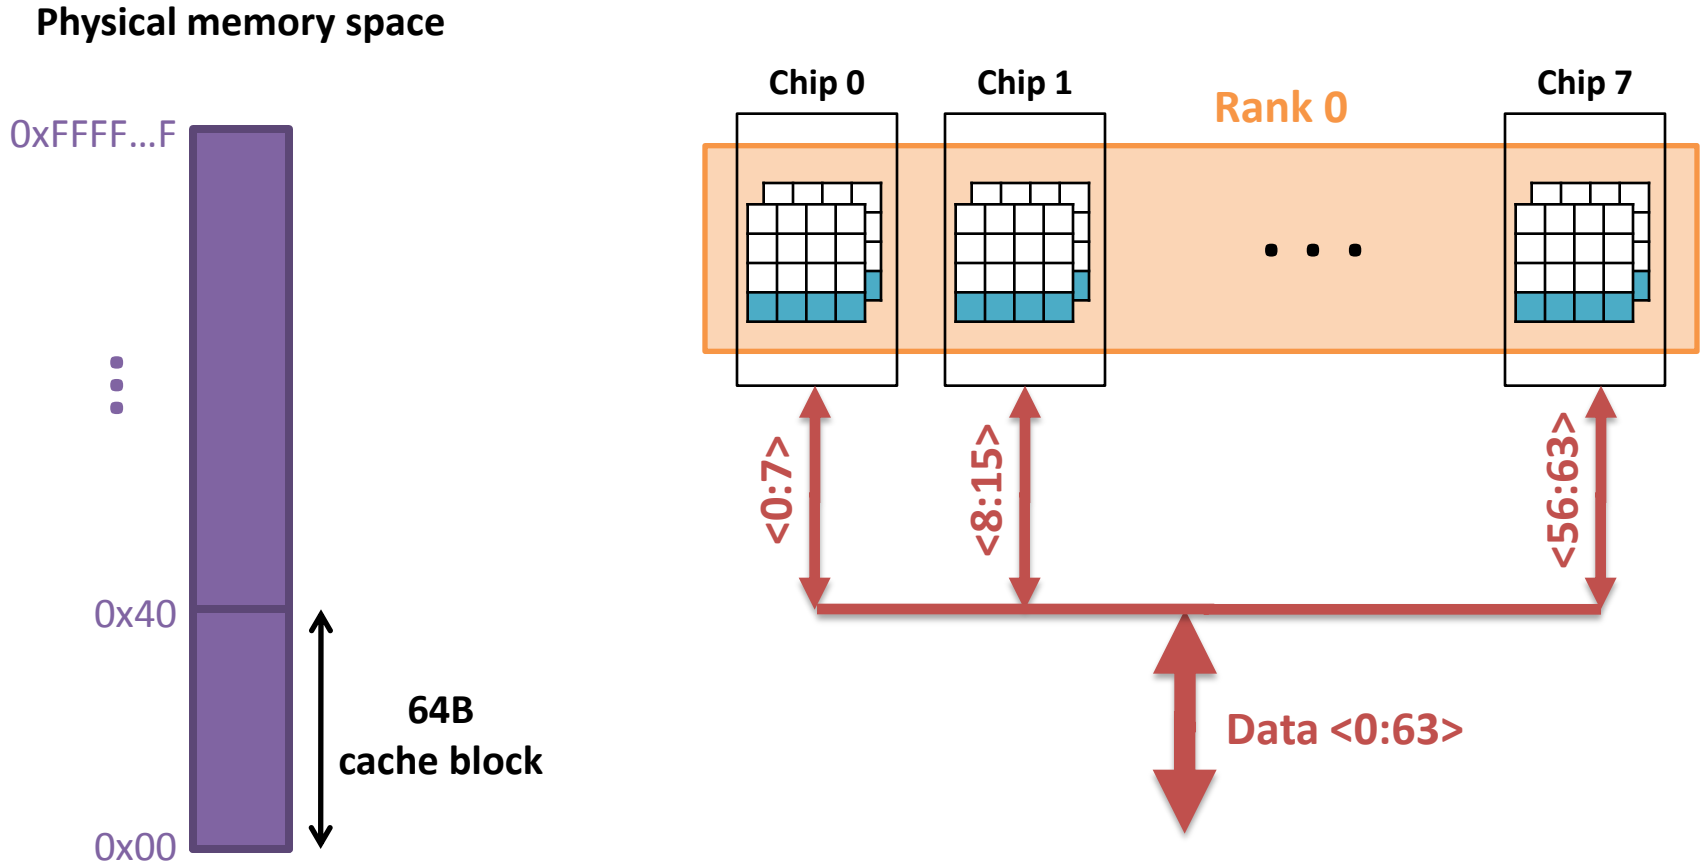 Physical memory space
0xFFFF...F
0x40
0x00
64B
cache block
Chip 0
Chip 1
Rank 0
Chip 7
. . .
<0:7>
<8:15>
<56:63>
Data <0:63>